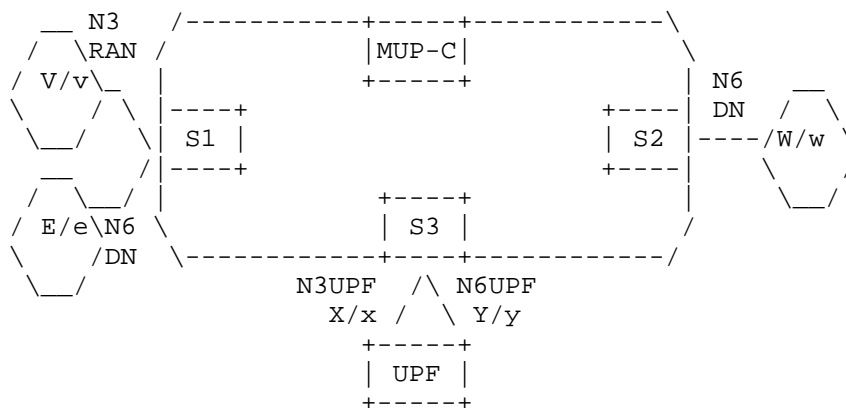 N3
RAN
MUP-C
V/v
N6
DN
S1
S2
W/w
E/e N6
S3
DN
N3UPF N6UPF
X/x Y/y
UPF